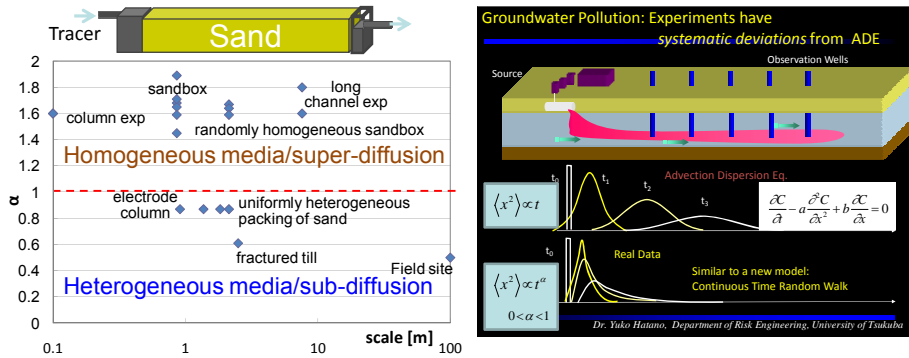 Tracer
Sand
2
1.8
1.6
1.4
1.2
1
0.8
0.6
0.4
0.2
0
α
0.1
1
10
100
scale [m]
sandbox
long
channel exp
column exp
randomly homogeneous sandbox
Homogeneous media/super-diffusion
electrode
column
uniformly heterogeneous
packing of sand
fractured till
Field site
Heterogeneous media/sub-diffusion
Groundwater Pollution: Experiments have
systematic deviations from ADE
Observation Wells
Source
Advection Dispersion Eq.
t₀
t₁
t₂
t₃
⟨x²⟩ ∝ t
∂C/∂t − a ∂²C/∂x² + b ∂C/∂x = 0
t₀
Real Data
⟨x²⟩ ∝ t^α
0<α<1
Similar to a new model:
Continuous Time Random Walk
Dr. Yuko Hatano, Department of Risk Engineering, University of Tsukuba